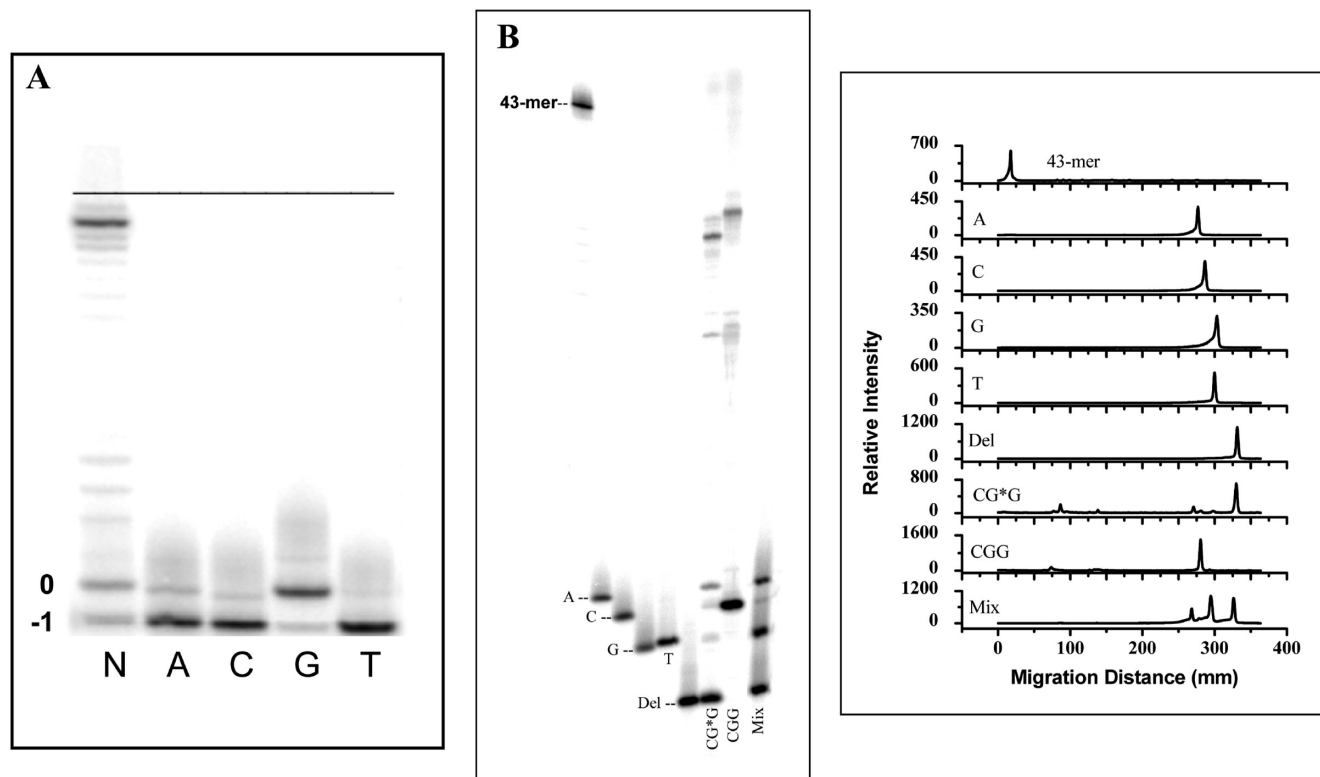 A
0
-1
N A C G T
B
43-mer--
A --
C --
G --
T
Del --
CG*G
CGG
Mix
Relative Intensity
700
0
43-mer
450
0
A
450
0
C
350
0
G
600
0
T
1200
0
Del
800
0
CG*G
1600
0
CGG
1200
0
Mix
0 100 200 300 400
Migration Distance (mm)